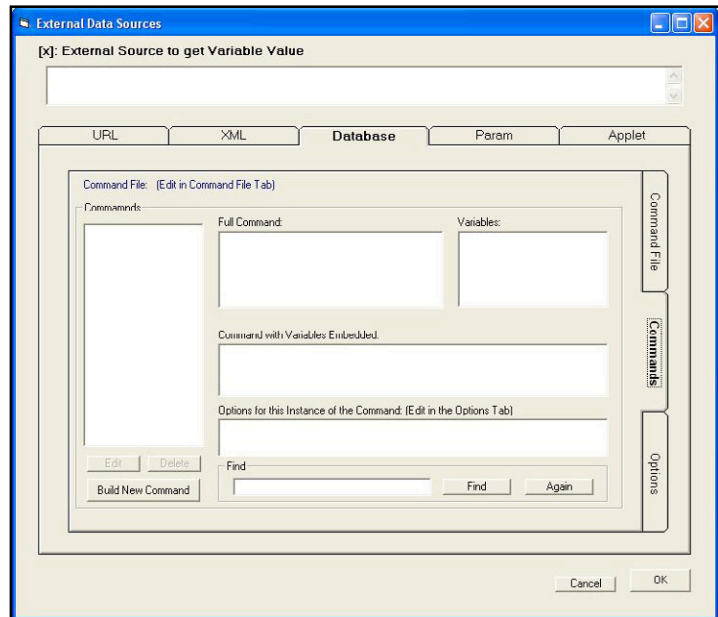 External Data Sources
[x]: External Source to get Variable Value
URL XML Database Param Applet
Command File: (Edit in Command File Tab)
Commamnds
Full Command:
Variables:
Command with Variables Embedded:
Options for this Instance of the Command: (Edit in the Options Tab)
Edit Delete
Build New Command
Find
Find Again
Command File
Commands
Options
Cancel OK